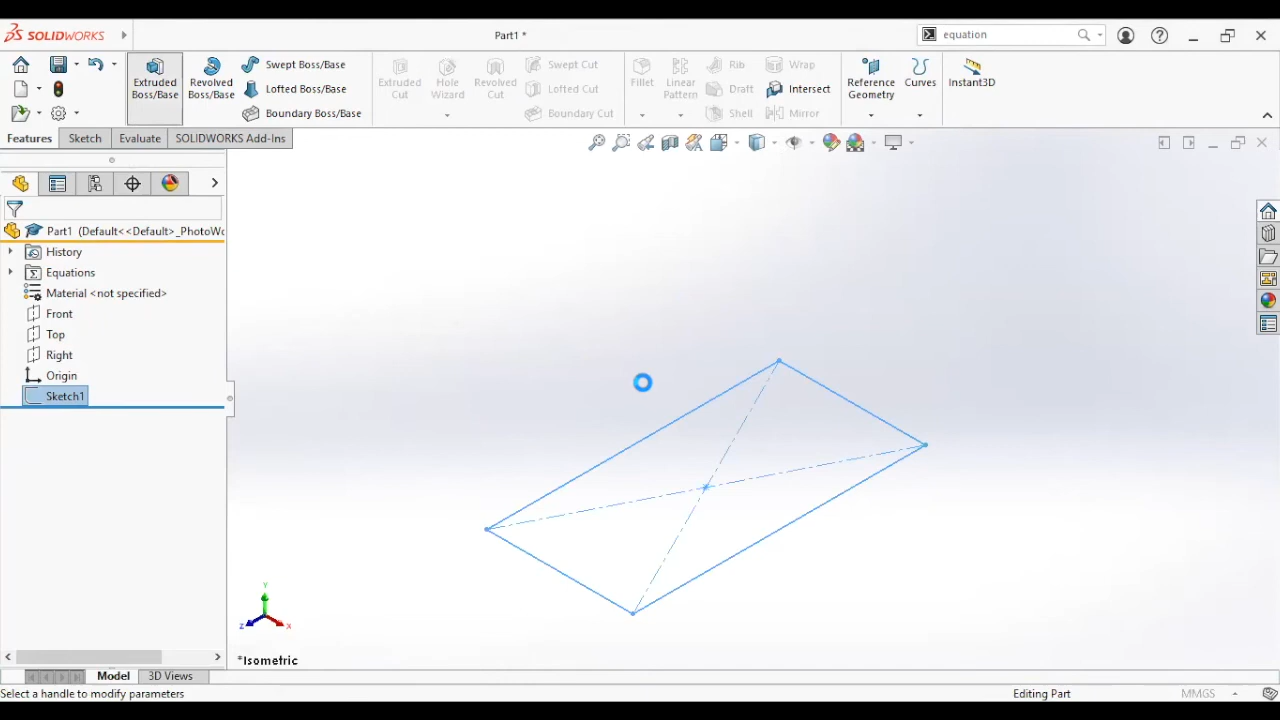 SOLIDWORKS
Part1 *
equation
Extruded Boss/Base
Revolved Boss/Base
Swept Boss/Base
Lofted Boss/Base
Boundary Boss/Base
Extruded Cut
Hole Wizard
Revolved Cut
Swept Cut
Lofted Cut
Boundary Cut
Fillet
Linear Pattern
Rib
Draft
Shell
Wrap
Intersect
Mirror
Reference Geometry
Curves
Instant3D
Features
Sketch
Evaluate
SOLIDWORKS Add-Ins
Part1 (Default<<Default>_PhotoWo
History
Equations
Material <not specified>
Front
Top
Right
Origin
Sketch1
Y
Z
X
*Isometric
Model
3D Views
Select a handle to modify parameters
Editing Part
MMGS